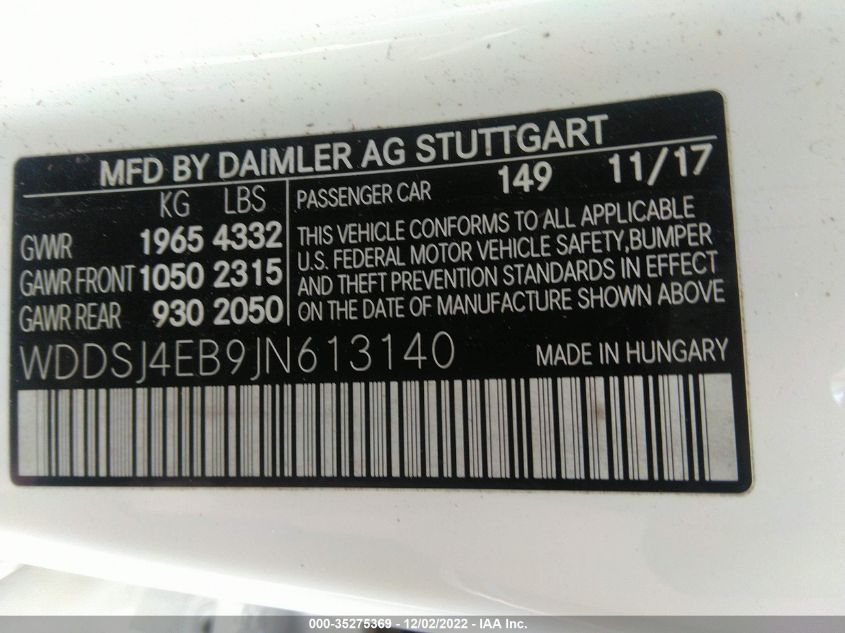 MFD BY DAIMLER AG STUTTGART
KG LBS
GVWR 1965 4332
GAWR FRONT 1050 2315
GAWR REAR 930 2050
PASSENGER CAR 149 11/17
THIS VEHICLE CONFORMS TO ALL APPLICABLE
U.S. FEDERAL MOTOR VEHICLE SAFETY,BUMPER
AND THEFT PREVENTION STANDARDS IN EFFECT
ON THE DATE OF MANUFACTURE SHOWN ABOVE
WDDSJ4EB9JN613140 MADE IN HUNGARY
000-35275369 - 12/02/2022 - IAA Inc.